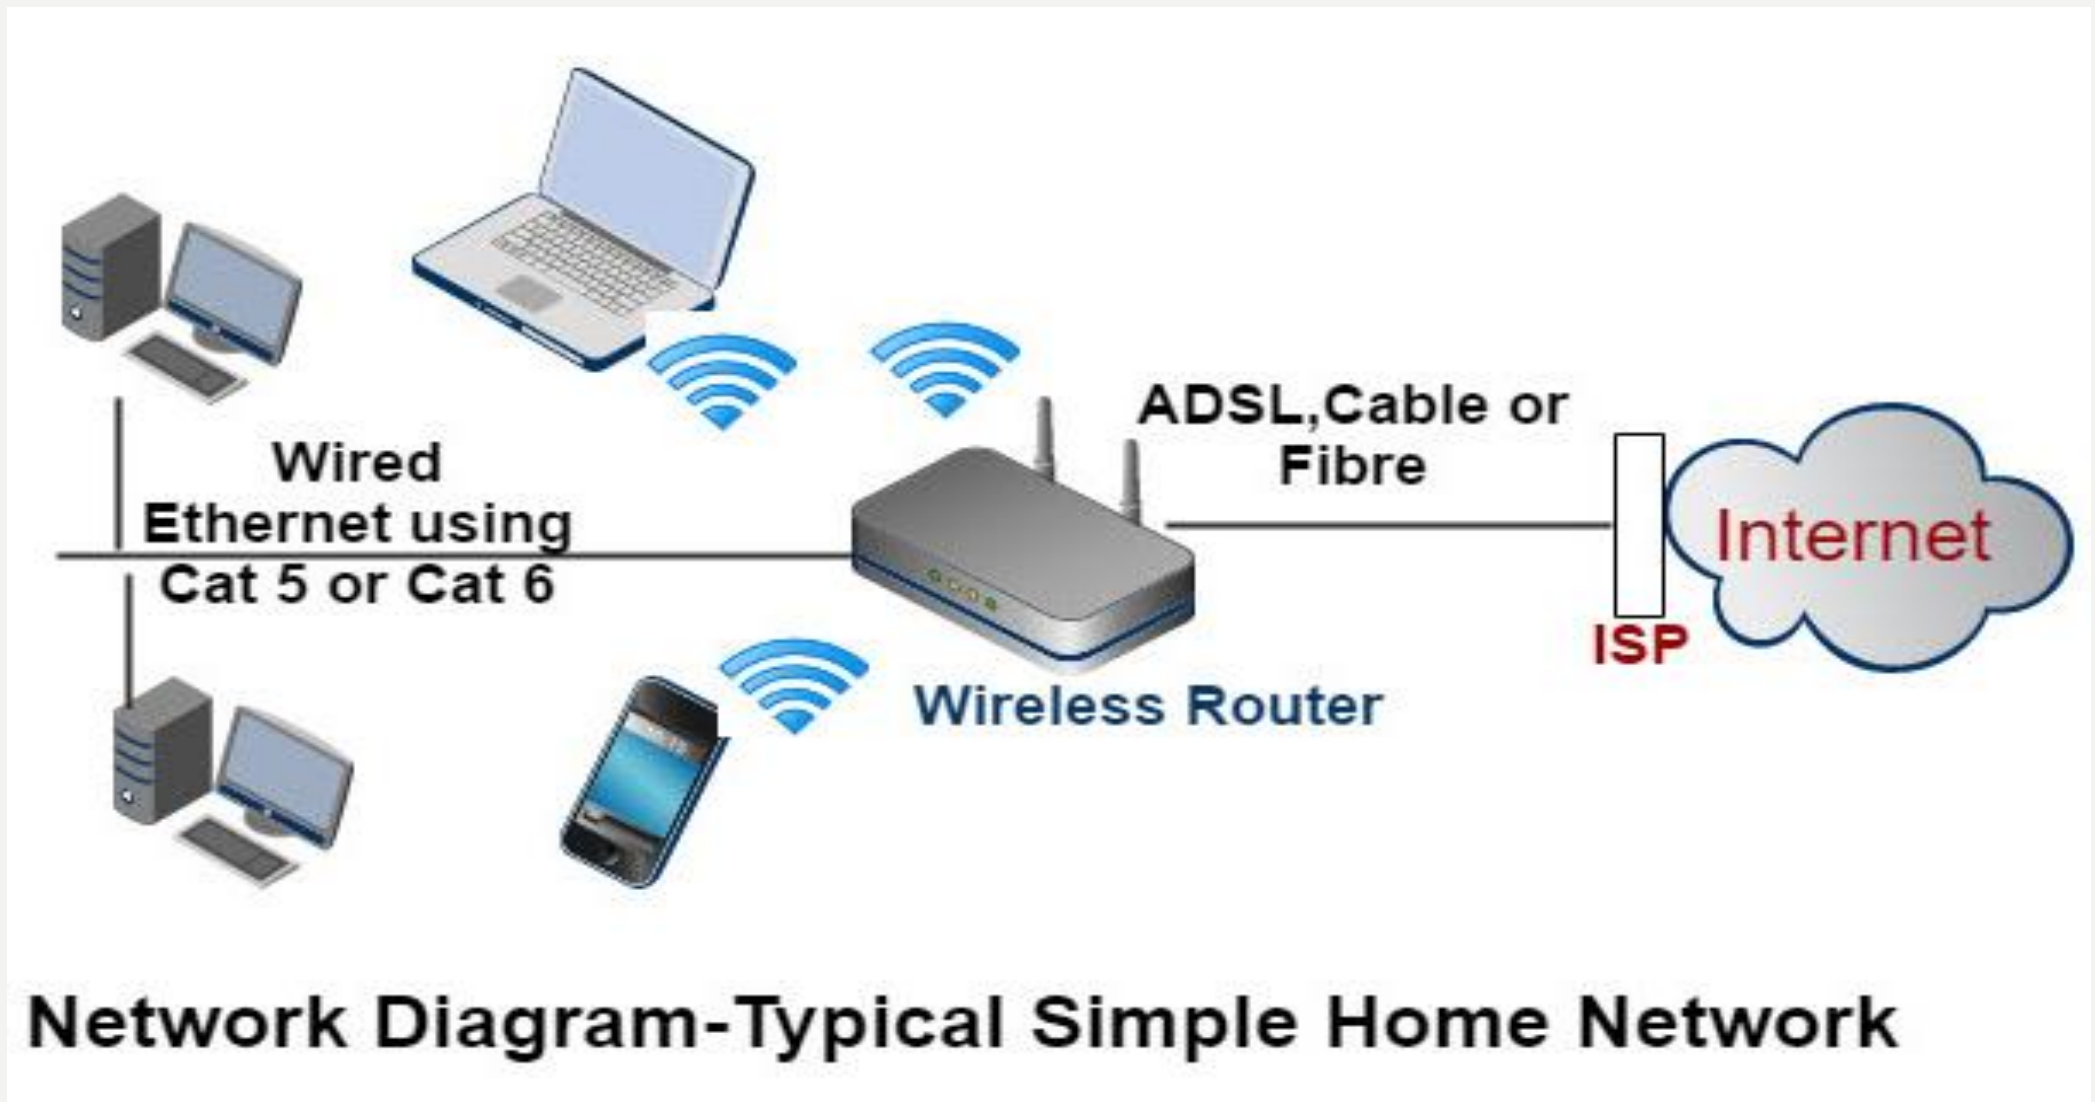 Wired
Ethernet using
Cat 5 or Cat 6
ADSL,Cable or
Fibre
Internet
ISP
Wireless Router
Network Diagram-Typical Simple Home Network